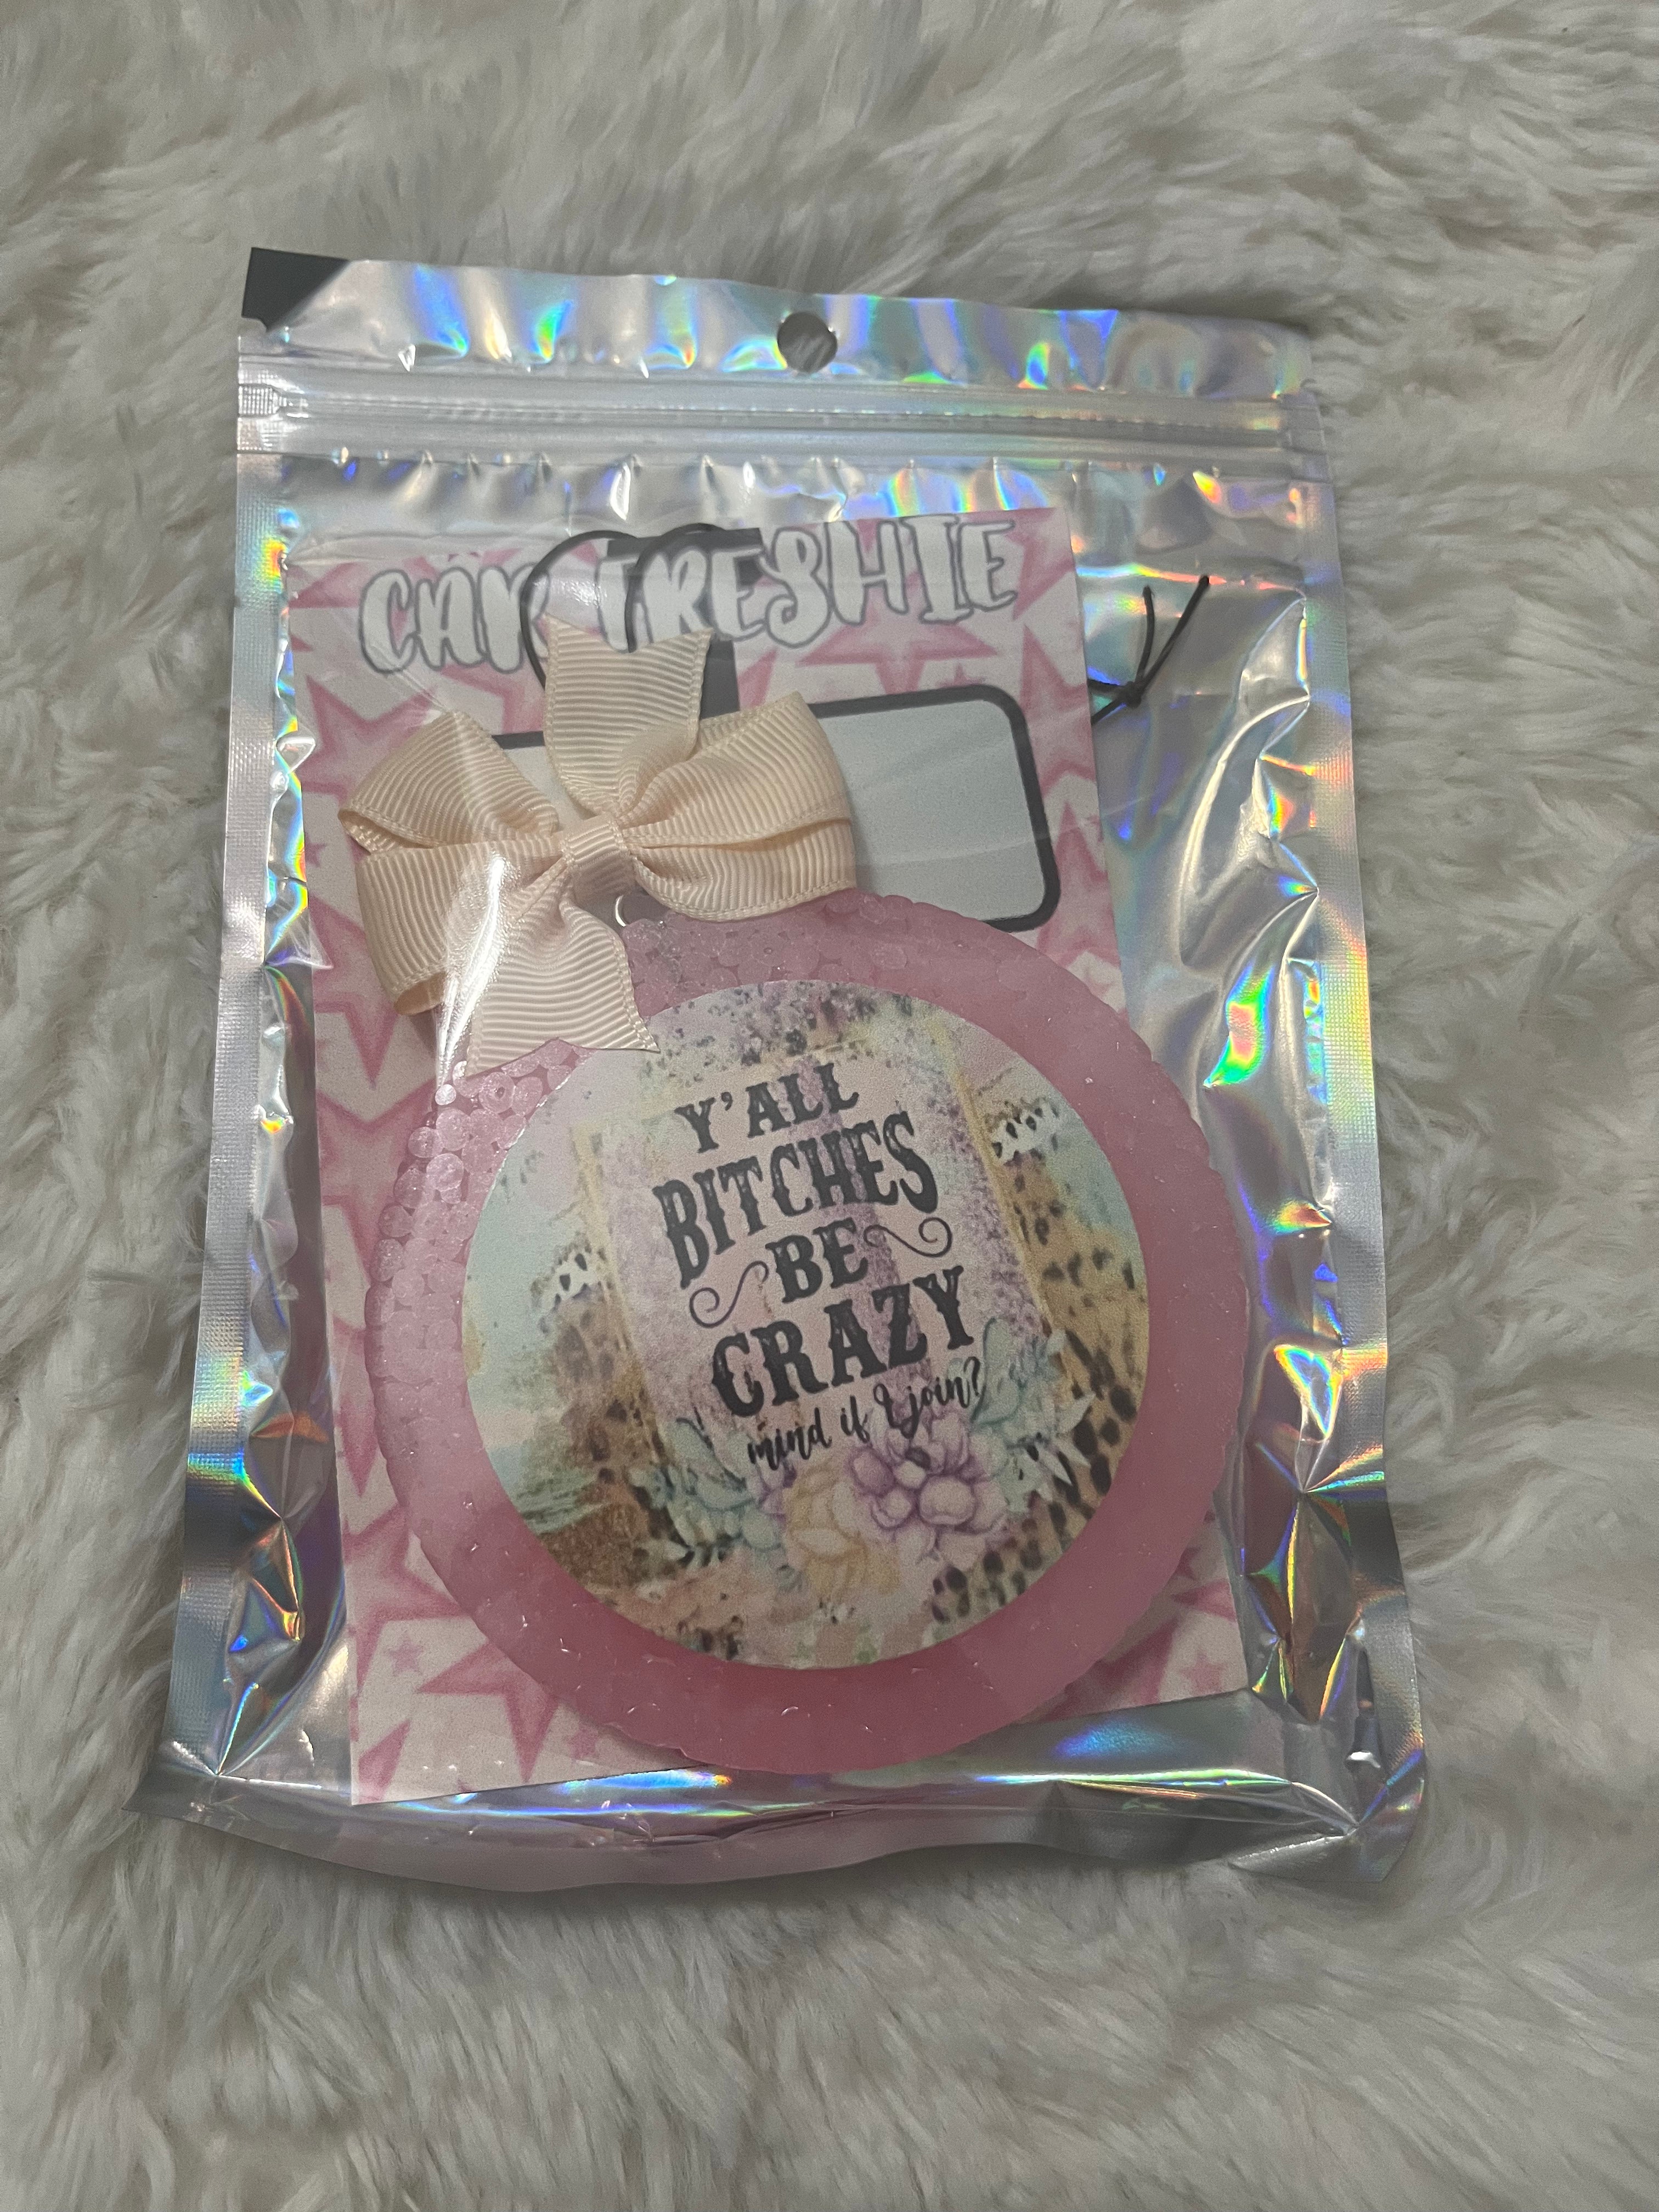 CAR FRESHIE
Y'ALL
BITCHES
BE
CRAZY
mind if I join?